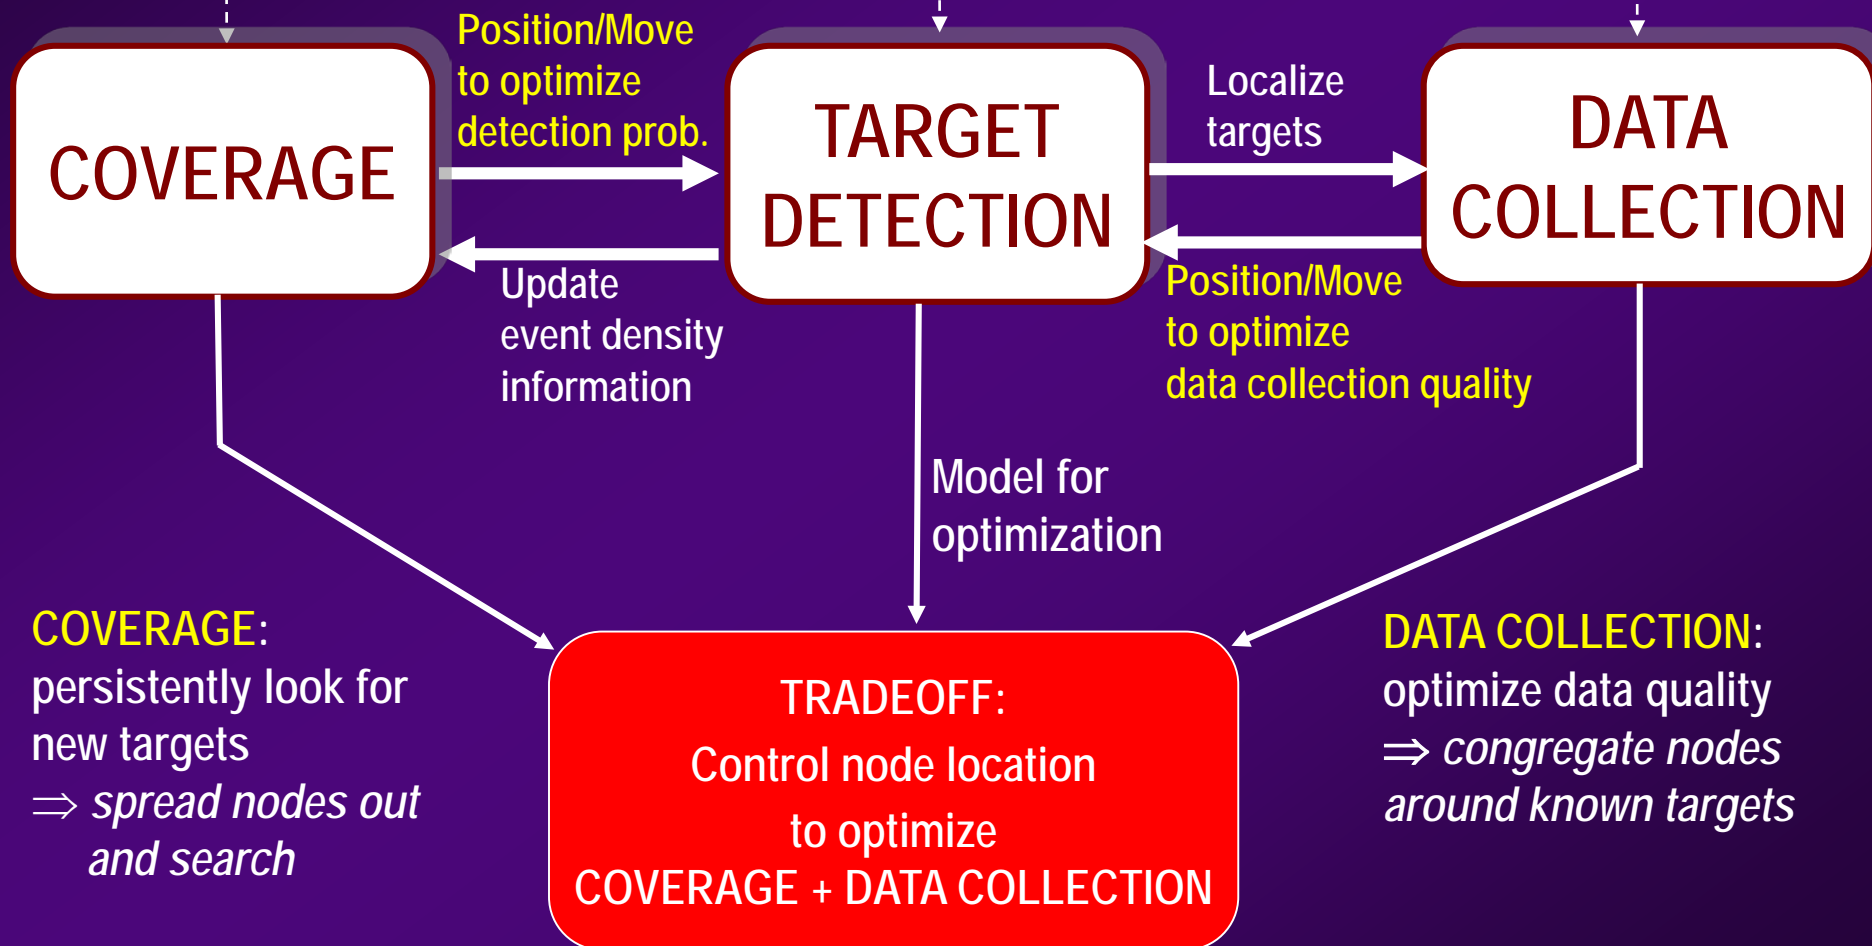 COVERAGE
Position/Move
to optimize
detection prob.
TARGET
DETECTION
Localize
targets
DATA
COLLECTION
Update
event density
information
Position/Move
to optimize
data collection quality
Model for
optimization
COVERAGE:
persistently look for
new targets
⇒ spread nodes out
and search
TRADEOFF:
Control node location
to optimize
COVERAGE + DATA COLLECTION
DATA COLLECTION:
optimize data quality
⇒ congregate nodes
around known targets